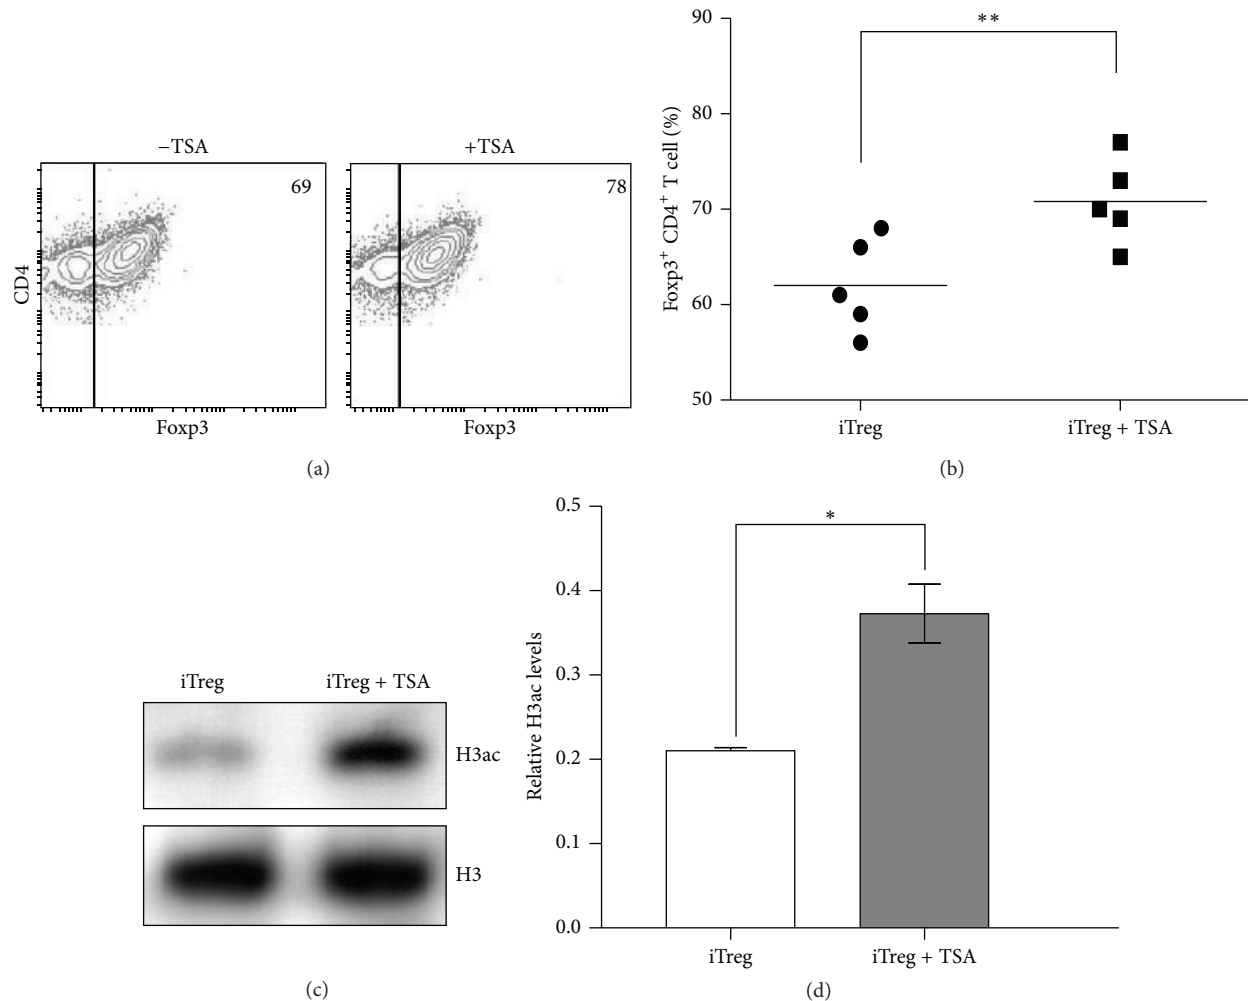 −TSA
+TSA
69
78
CD4
Foxp3
Foxp3
(a)
90
80
70
60
50
Foxp3⁺ CD4⁺ T cell (%)
**
iTreg
iTreg + TSA
(b)
iTreg
iTreg + TSA
H3ac
H3
(c)
0.5
0.4
0.3
0.2
0.1
0.0
Relative H3ac levels
*
iTreg
iTreg + TSA
(d)